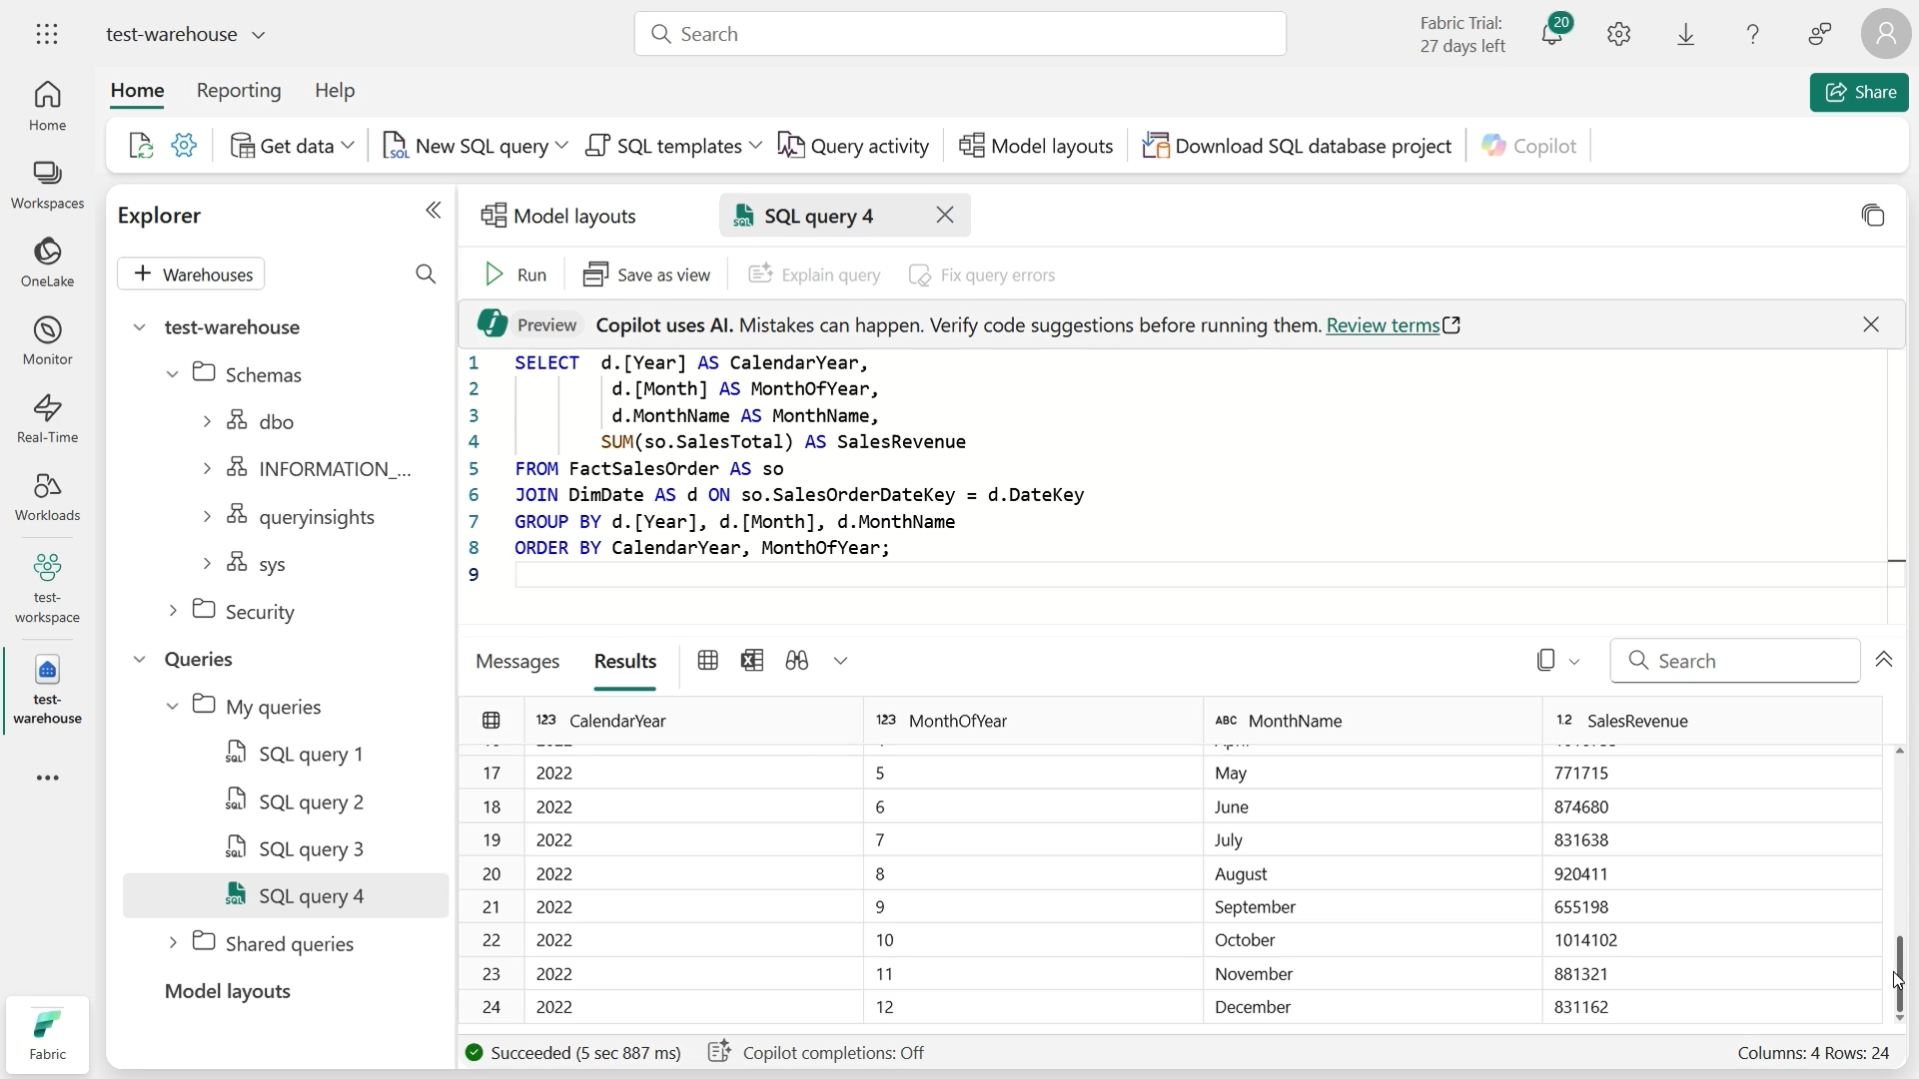 test-warehouse
Search
Fabric Trial:
27 days left
20
Home
Reporting
Help
Share
Get data
New SQL query
SQL templates
Query activity
Model layouts
Download SQL database project
Copilot
Home
Workspaces
OneLake
Monitor
Real-Time
Workloads
test-
workspace
test-
warehouse
Fabric
Explorer
Warehouses
test-warehouse
Schemas
dbo
INFORMATION_...
queryinsights
sys
Security
Queries
My queries
SQL query 1
SQL query 2
SQL query 3
SQL query 4
Shared queries
Model layouts
Model layouts
SQL query 4
Run
Save as view
Explain query
Fix query errors
Preview Copilot uses AI. Mistakes can happen. Verify code suggestions before running them. Review terms
1 SELECT d.[Year] AS CalendarYear,
2 d.[Month] AS MonthOfYear,
3 d.MonthName AS MonthName,
4 SUM(so.SalesTotal) AS SalesRevenue
5 FROM FactSalesOrder AS so
6 JOIN DimDate AS d ON so.SalesOrderDateKey = d.DateKey
7 GROUP BY d.[Year], d.[Month], d.MonthName
8 ORDER BY CalendarYear, MonthOfYear;
9
Messages
Results
Search
123 CalendarYear 123 MonthOfYear ABC MonthName 1.2 SalesRevenue
17 2022 5 May 771715
18 2022 6 June 874680
19 2022 7 July 831638
20 2022 8 August 920411
21 2022 9 September 655198
22 2022 10 October 1014102
23 2022 11 November 881321
24 2022 12 December 831162
Succeeded (5 sec 887 ms)
Copilot completions: Off
Columns: 4 Rows: 24